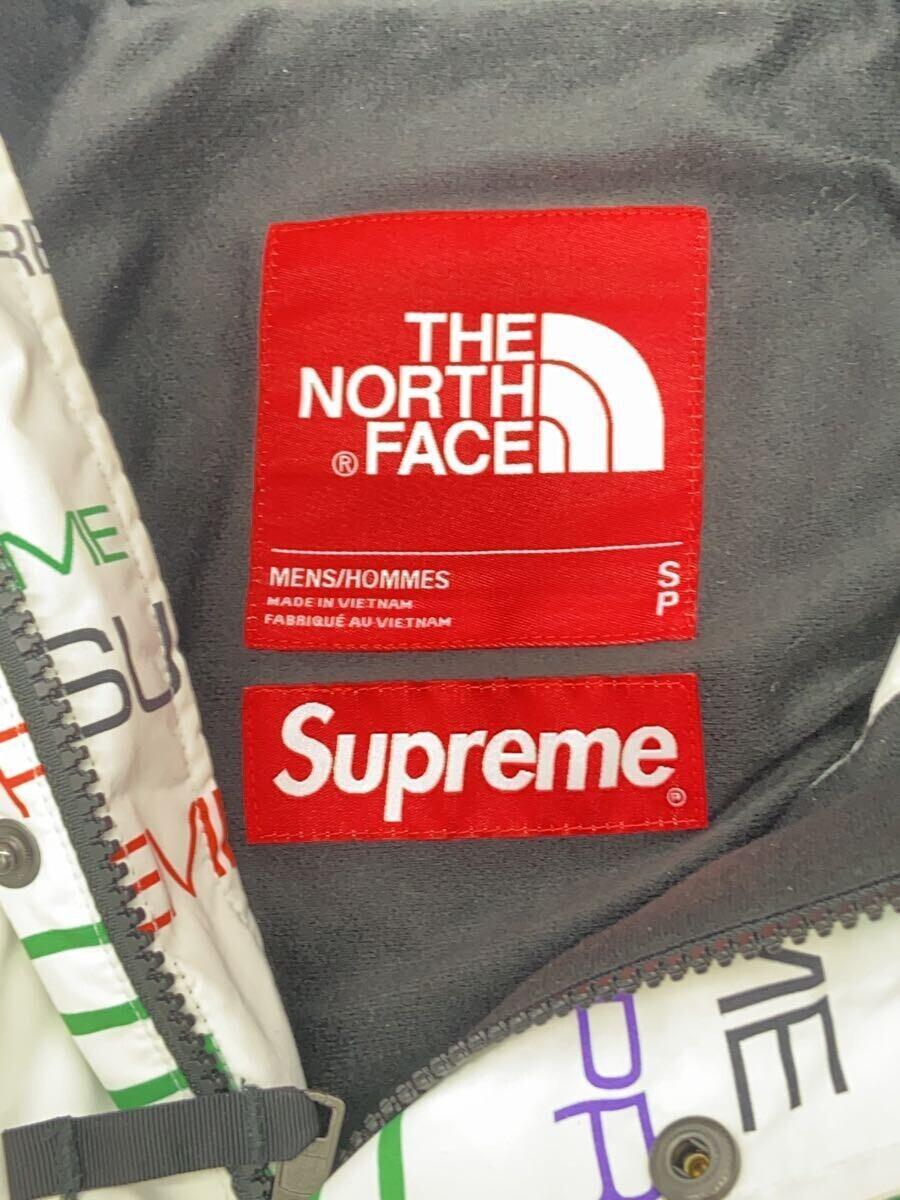 THE
NORTH
® FACE
MENS/HOMMES
MADE IN VIETNAM
FABRIQUÉ AU VIETNAM
S
P
Supreme
®